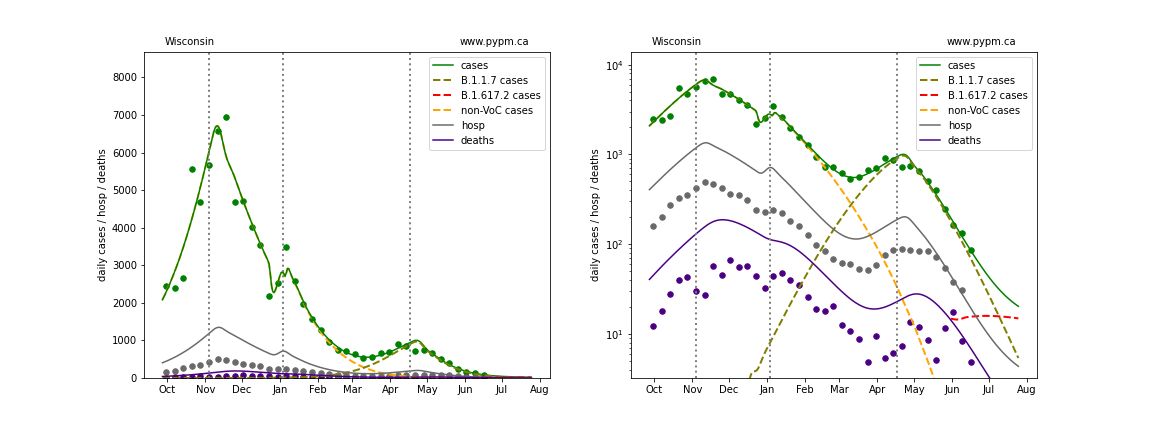 Wisconsin www.pypm.ca
daily cases / hosp / deaths
8000
7000
6000
5000
4000
3000
2000
1000
0
Oct Nov Dec Jan Feb Mar Apr May Jun Jul Aug
cases
B.1.1.7 cases
B.1.617.2 cases
non-VoC cases
hosp
deaths
Wisconsin www.pypm.ca
daily cases / hosp / deaths
10⁴
10³
10²
10¹
Oct Nov Dec Jan Feb Mar Apr May Jun Jul Aug
cases
B.1.1.7 cases
B.1.617.2 cases
non-VoC cases
hosp
deaths